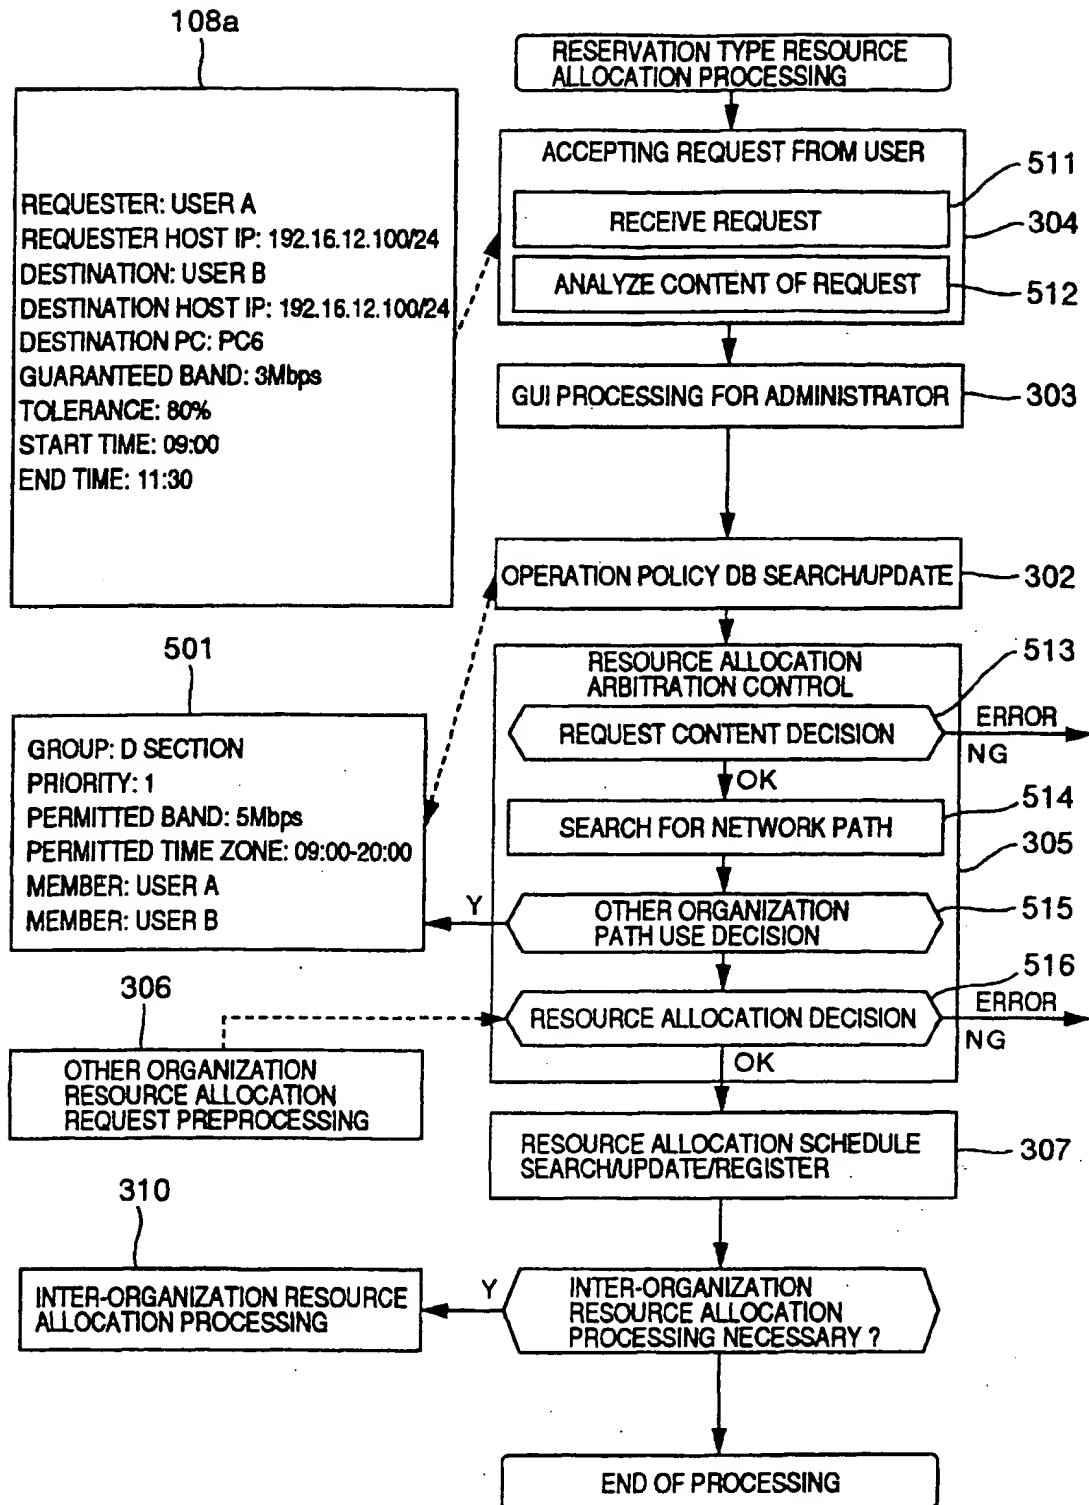 108a
REQUESTER: USER A
REQUESTER HOST IP: 192.16.12.100/24
DESTINATION: USER B
DESTINATION HOST IP: 192.16.12.100/24
DESTINATION PC: PC6
GUARANTEED BAND: 3Mbps
TOLERANCE: 80%
START TIME: 09:00
END TIME: 11:30
RESERVATION TYPE RESOURCE
ALLOCATION PROCESSING
ACCEPTING REQUEST FROM USER
511
RECEIVE REQUEST
304
ANALYZE CONTENT OF REQUEST
512
GUI PROCESSING FOR ADMINISTRATOR
303
OPERATION POLICY DB SEARCH/UPDATE
302
501
GROUP: D SECTION
PRIORITY: 1
PERMITTED BAND: 5Mbps
PERMITTED TIME ZONE: 09:00-20:00
MEMBER: USER A
MEMBER: USER B
RESOURCE ALLOCATION
ARBITRATION CONTROL
513
REQUEST CONTENT DECISION
ERROR
NG
OK
514
SEARCH FOR NETWORK PATH
305
Y
OTHER ORGANIZATION
PATH USE DECISION
515
516
RESOURCE ALLOCATION DECISION
ERROR
NG
OK
306
OTHER ORGANIZATION
RESOURCE ALLOCATION
REQUEST PREPROCESSING
RESOURCE ALLOCATION SCHEDULE
SEARCH/UPDATE/REGISTER
307
310
INTER-ORGANIZATION RESOURCE
ALLOCATION PROCESSING
Y
INTER-ORGANIZATION
RESOURCE ALLOCATION
PROCESSING NECESSARY ?
END OF PROCESSING